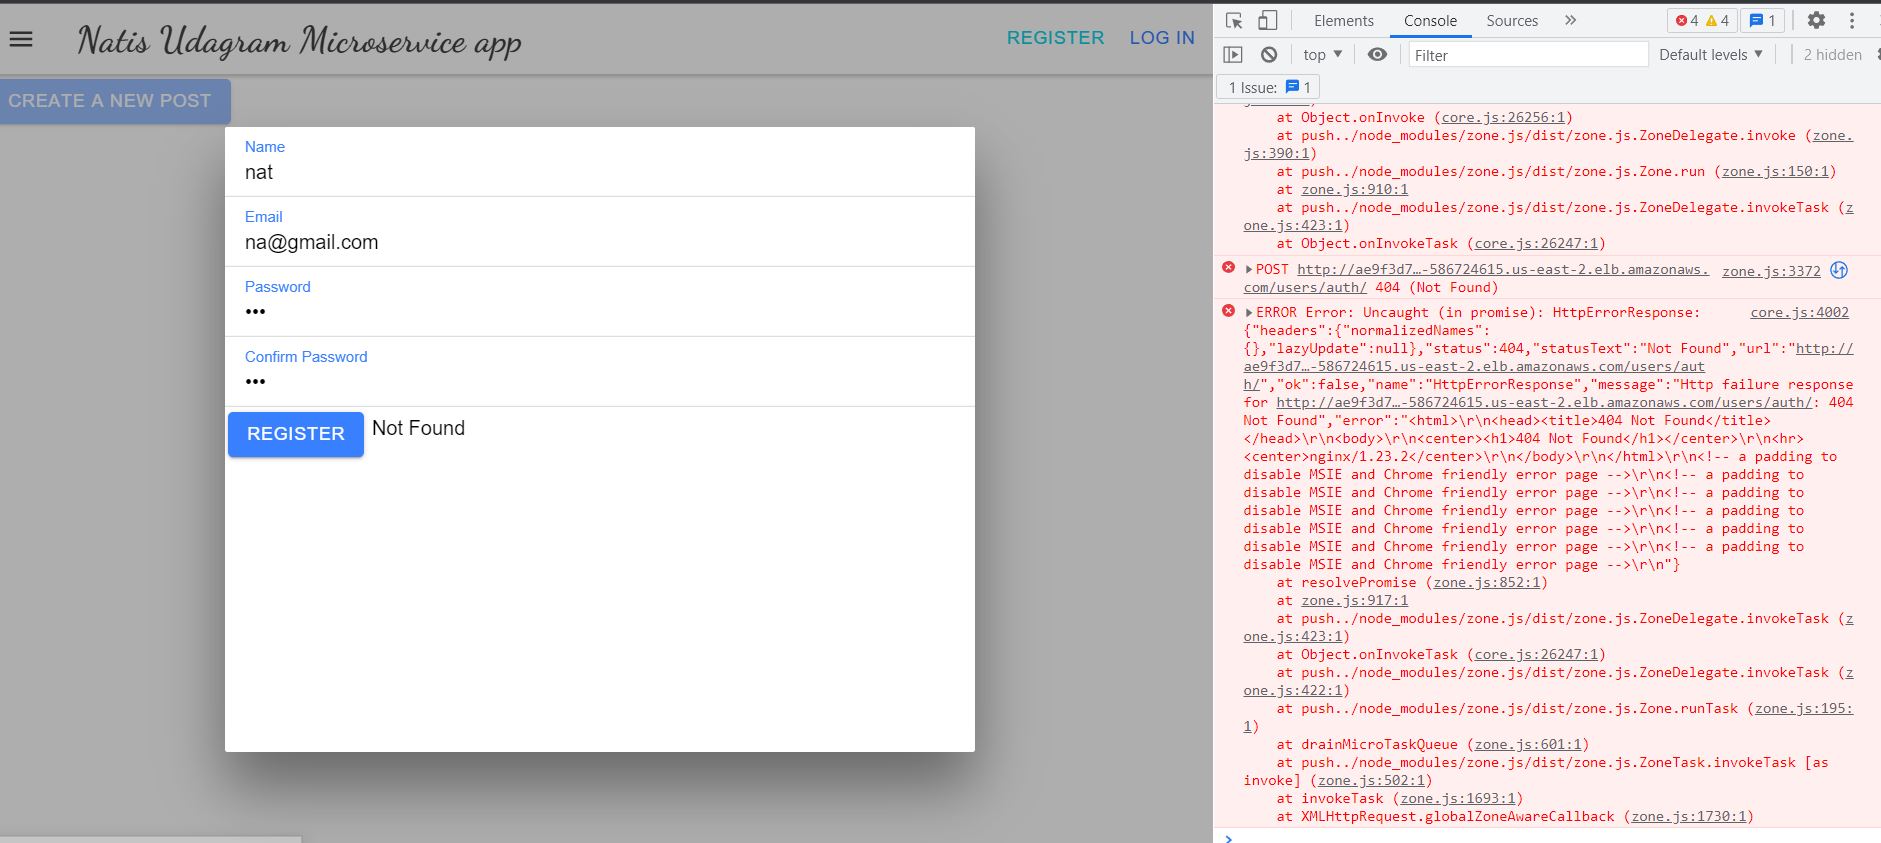 Natis Udagram Microservice app
REGISTER LOG IN
CREATE A NEW POST
Name
nat
Email
na@gmail.com
Password
•••
Confirm Password
•••
REGISTER Not Found
Elements Console Sources » 4 4 1
top ▼ Filter Default levels ▼ 2 hidden
1 Issue: 1
at Object.onInvoke (core.js:26256:1)
at push../node_modules/zone.js/dist/zone.js.ZoneDelegate.invoke (zone.
js:390:1)
at push../node_modules/zone.js/dist/zone.js.Zone.run (zone.js:150:1)
at zone.js:910:1
at push../node_modules/zone.js/dist/zone.js.ZoneDelegate.invokeTask (z
one.js:423:1)
at Object.onInvokeTask (core.js:26247:1)
▶POST http://ae9f3d7…-586724615.us-east-2.elb.amazonaws. zone.js:3372
com/users/auth/ 404 (Not Found)
▶ERROR Error: Uncaught (in promise): HttpErrorResponse: core.js:4002
{"headers":{"normalizedNames":
{},"lazyUpdate":null},"status":404,"statusText":"Not Found","url":"http://
ae9f3d7…-586724615.us-east-2.elb.amazonaws.com/users/aut
h/","ok":false,"name":"HttpErrorResponse","message":"Http failure response
for http://ae9f3d7…-586724615.us-east-2.elb.amazonaws.com/users/auth/: 404
Not Found","error":"<html>\r\n<head><title>404 Not Found</title>
</head>\r\n<body>\r\n<center><h1>404 Not Found</h1></center>\r\n<hr>
<center>nginx/1.23.2</center>\r\n</body>\r\n</html>\r\n<!-- a padding to
disable MSIE and Chrome friendly error page -->\r\n<!-- a padding to
disable MSIE and Chrome friendly error page -->\r\n<!-- a padding to
disable MSIE and Chrome friendly error page -->\r\n<!-- a padding to
disable MSIE and Chrome friendly error page -->\r\n<!-- a padding to
disable MSIE and Chrome friendly error page -->\r\n<!-- a padding to
disable MSIE and Chrome friendly error page -->\r\n"}
at resolvePromise (zone.js:852:1)
at zone.js:917:1
at push../node_modules/zone.js/dist/zone.js.ZoneDelegate.invokeTask (z
one.js:423:1)
at Object.onInvokeTask (core.js:26247:1)
at push../node_modules/zone.js/dist/zone.js.ZoneDelegate.invokeTask (z
one.js:422:1)
at push../node_modules/zone.js/dist/zone.js.Zone.runTask (zone.js:195:
1)
at drainMicroTaskQueue (zone.js:601:1)
at push../node_modules/zone.js/dist/zone.js.ZoneTask.invokeTask [as
invoke] (zone.js:502:1)
at invokeTask (zone.js:1693:1)
at XMLHttpRequest.globalZoneAwareCallback (zone.js:1730:1)